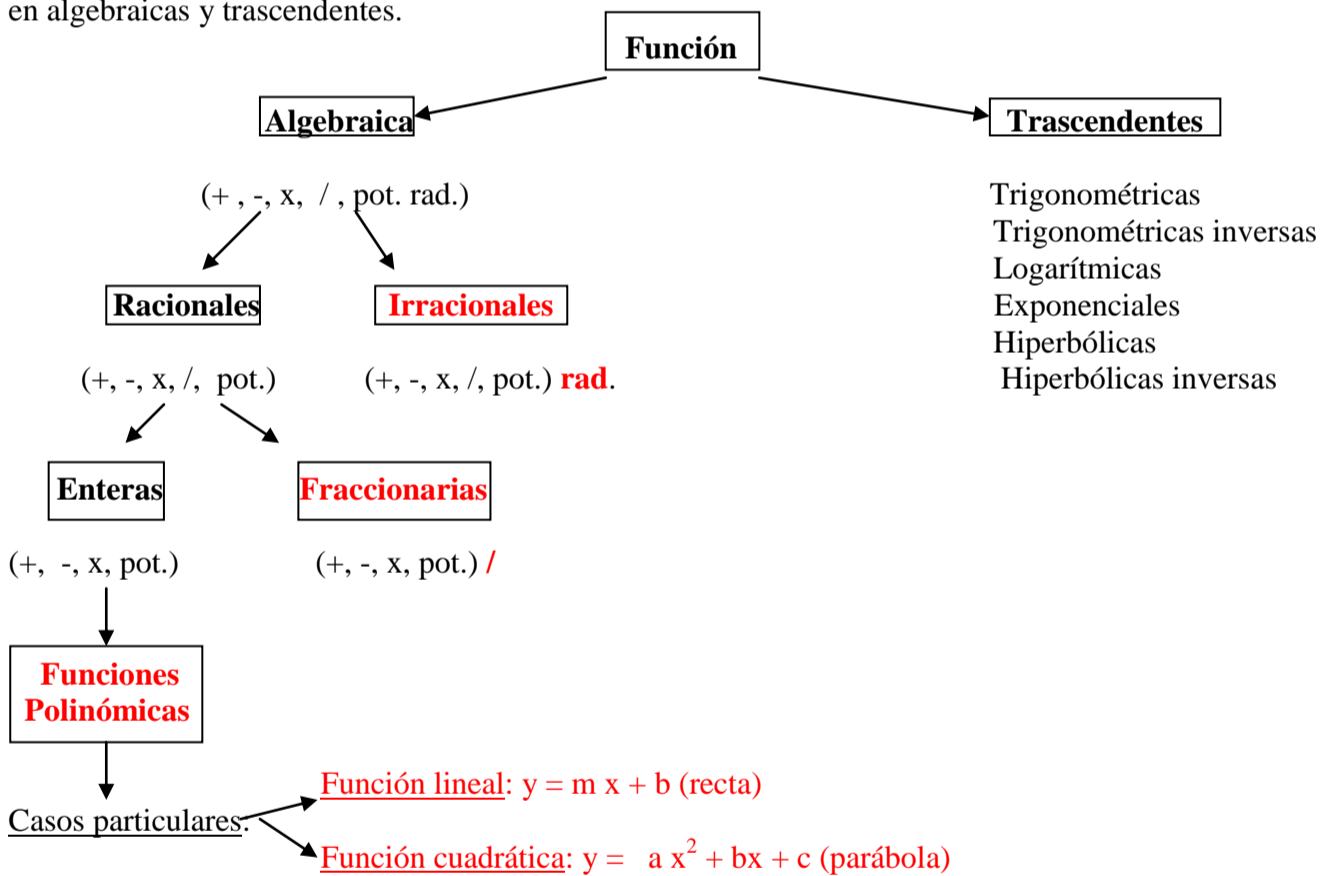 en algebraicas y trascendentes.
Función
Algebraica
Trascendentes
(+ , -, x,  / , pot. rad.)
Trigonométricas
Trigonométricas inversas
Logarítmicas
Exponenciales
Hiperbólicas
Hiperbólicas inversas
Racionales
Irracionales
(+, -, x, /,  pot.)
(+, -, x, /, pot.) rad.
Enteras
Fraccionarias
(+,  -, x, pot.)
(+, -, x, pot.) /
Funciones
Polinómicas
Casos particulares:
Función lineal: y = m x + b (recta)
Función cuadrática: y =   a x² + bx + c (parábola)